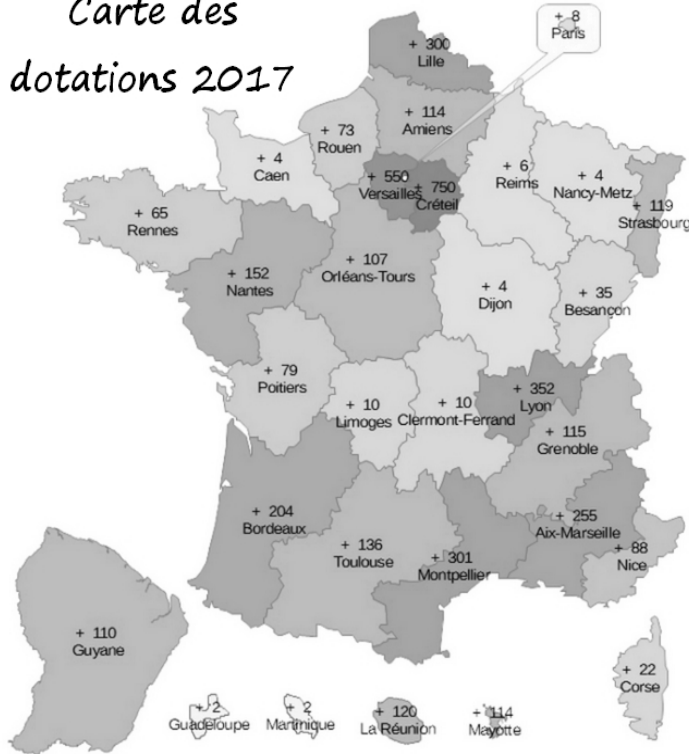 Carte des
dotations 2017
+ 8
Paris
+ 300
Lille
+ 114
Amiens
+ 73
Rouen
+ 4
Caen
+ 550
Versailles
+ 750
Créteil
+ 6
Reims
+ 4
Nancy-Metz
+ 119
Strasbourg
+ 65
Rennes
+ 152
Nantes
+ 107
Orléans-Tours
+ 4
Dijon
+ 35
Besançon
+ 79
Poitiers
+ 10
Limoges
+ 10
Clermont-Ferrand
+ 352
Lyon
+ 115
Grenoble
+ 204
Bordeaux
+ 136
Toulouse
+ 301
Montpellier
+ 255
Aix-Marseille
+ 88
Nice
+ 110
Guyane
+ 2
Guadeloupe
+ 2
Martinique
+ 120
La Réunion
+ 114
Mayotte
+ 22
Corse